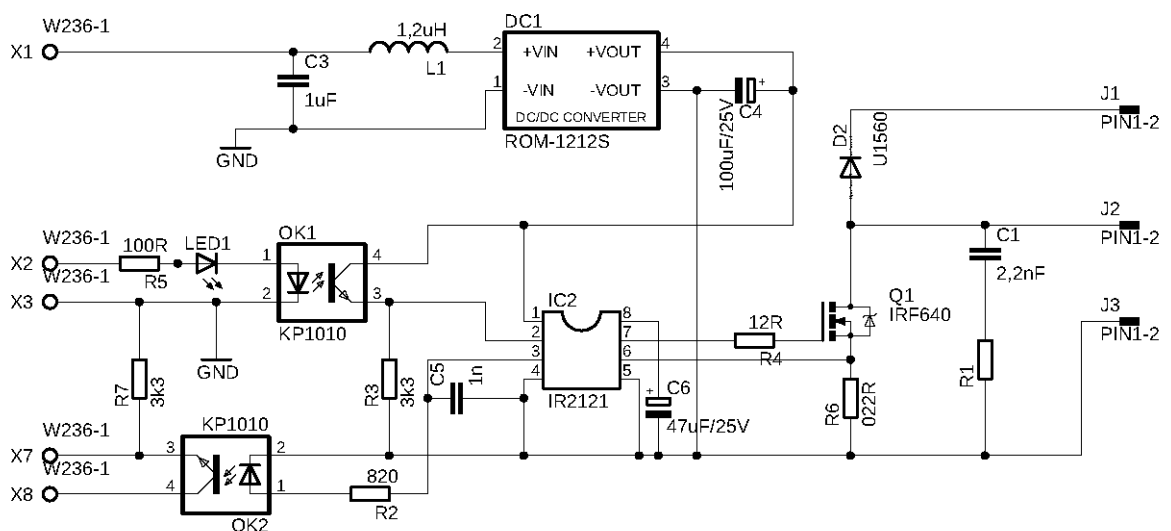 W236-1
X1
C3
1uF
GND
1,2uH
L1
DC1
2
+VIN
+VOUT
4
1
-VIN
-VOUT
3
DC/DC CONVERTER
ROM-1212S
+
C4
100uF/25V
J1
PIN1-2
D2
U1560
J2
PIN1-2
C1
2,2nF
J3
PIN1-2
W236-1
X2
100R
R5
LED1
OK1
1
4
2
3
KP1010
W236-1
X3
GND
R7
3k3
R3
3k3
C5
1n
IC2
1
2
3
4
8
7
6
5
IR2121
12R
R4
Q1
IRF640
+
C6
47uF/25V
R6
022R
R1
W236-1
X7
KP1010
3
2
4
1
OK2
W236-1
X8
820
R2